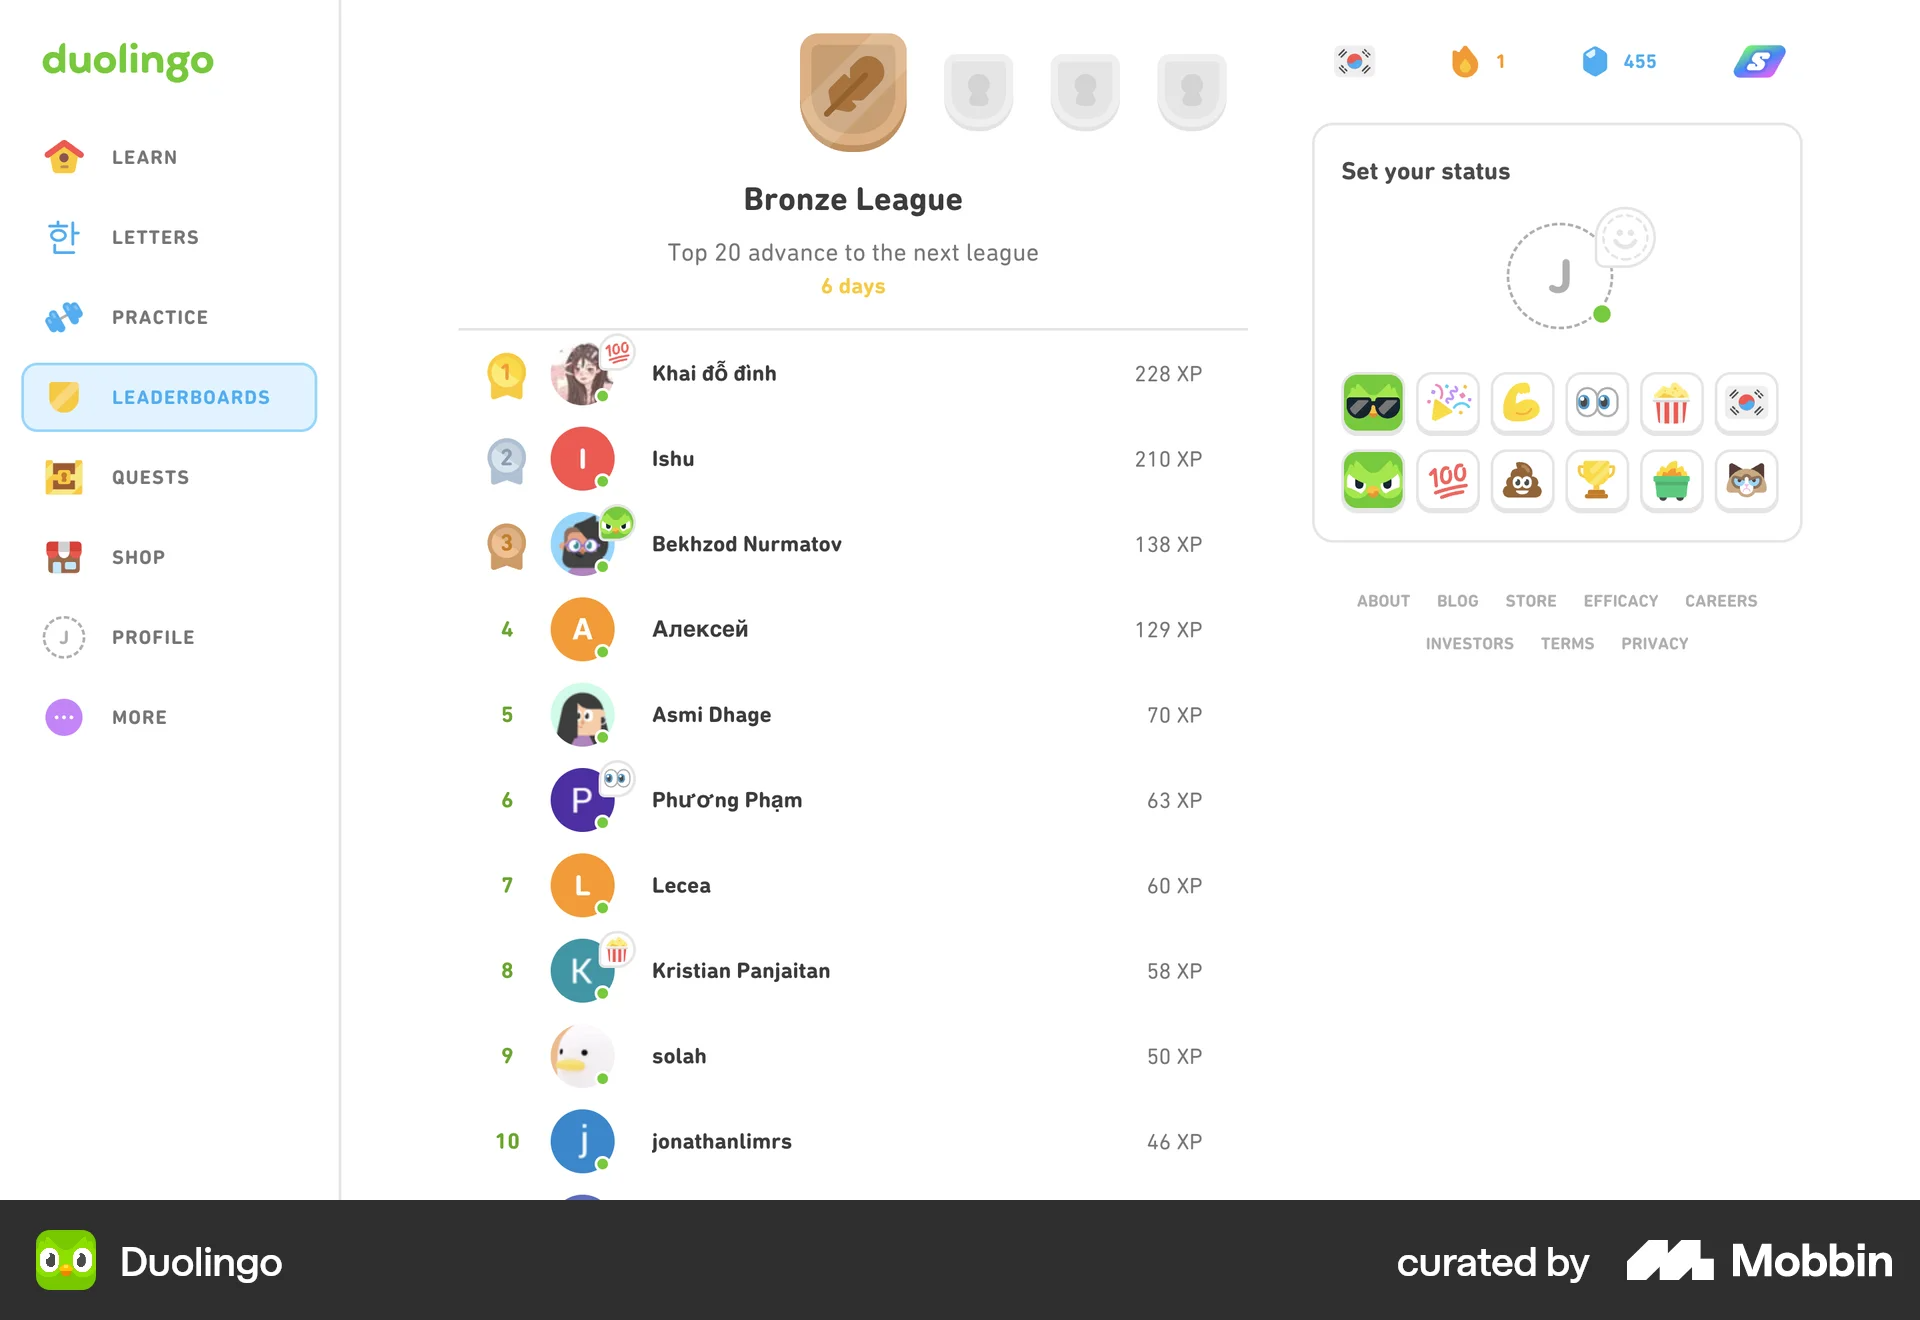 duolingo
LEARN
한
LETTERS
PRACTICE
LEADERBOARDS
QUESTS
SHOP
J
PROFILE
MORE
Bronze League
Top 20 advance to the next league
6 days
1
100
Khai đỗ đình
228 XP
2
I
Ishu
210 XP
3
Bekhzod Nurmatov
138 XP
4
A
Алексей
129 XP
5
Asmi Dhage
70 XP
6
P
Phương Phạm
63 XP
7
L
Lecea
60 XP
8
K
Kristian Panjaitan
58 XP
9
solah
50 XP
10
j
jonathanlimrs
46 XP
1
455
S
Set your status
J
100
ABOUT BLOG STORE EFFICACY CAREERS
INVESTORS TERMS PRIVACY
Duolingo
curated by Mobbin